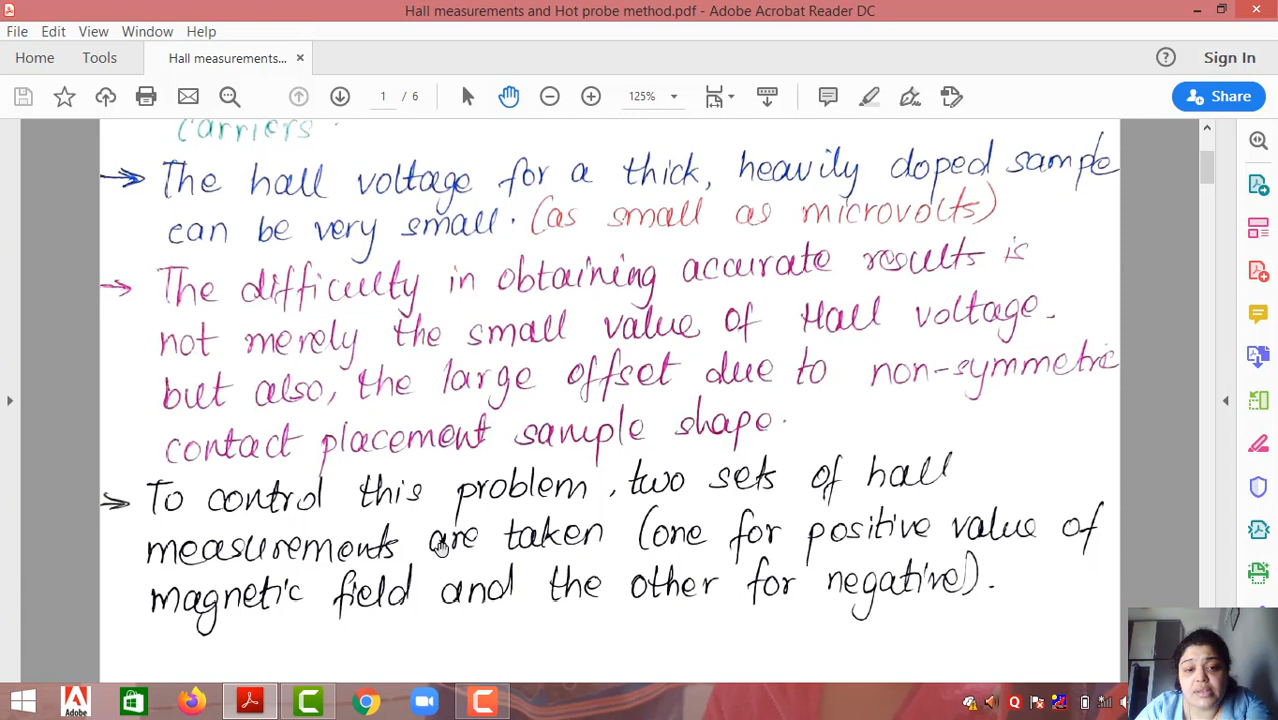 Hall measurements and Hot probe method.pdf - Adobe Acrobat Reader DC
File Edit View Window Help
Home Tools Hall measurements... ×
Sign In
1 / 6
125%
Share
carriers.
→ The hall voltage for a thick, heavily doped sample
can be very small. (as small as microvolts)
→ The difficulty in obtaining accurate results is
not merely the small value of Hall voltage.
but also, the large offset due to non-symmetric
contact placement sample shape.
→ To control this problem, two sets of hall
measurements are taken (one for positive value of
magnetic field and the other for negative).
Adobe